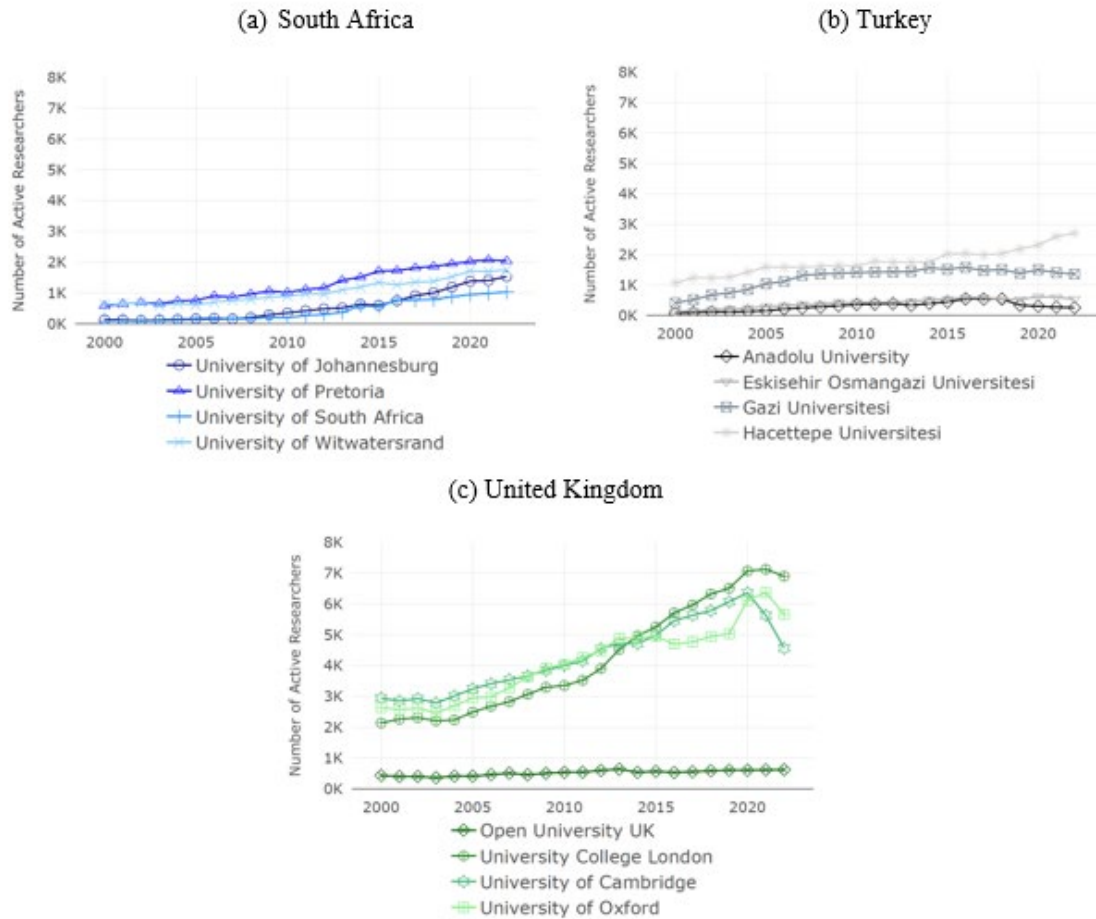 (a) South Africa
Number of Active Researchers
8K
7K
6K
5K
4K
3K
2K
1K
0K
2000 2005 2010 2015 2020
University of Johannesburg
University of Pretoria
University of South Africa
University of Witwatersrand
(b) Turkey
Number of Active Researchers
8K
7K
6K
5K
4K
3K
2K
1K
0K
2000 2005 2010 2015 2020
Anadolu University
Eskisehir Osmangazi Universitesi
Gazi Universitesi
Hacettepe Universitesi
(c) United Kingdom
Number of Active Researchers
8K
7K
6K
5K
4K
3K
2K
1K
0K
2000 2005 2010 2015 2020
Open University UK
University College London
University of Cambridge
University of Oxford